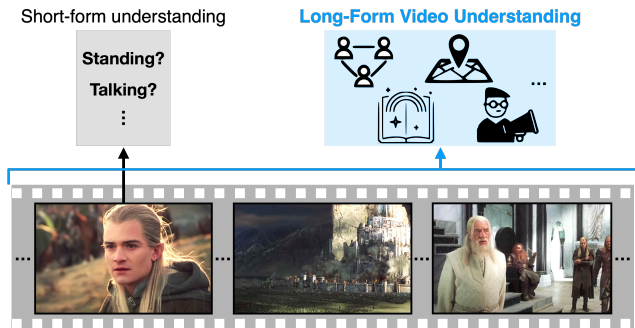 Short-form understanding
Long-Form Video Understanding
Standing?
Talking?
⋮
...
... ... ... ...